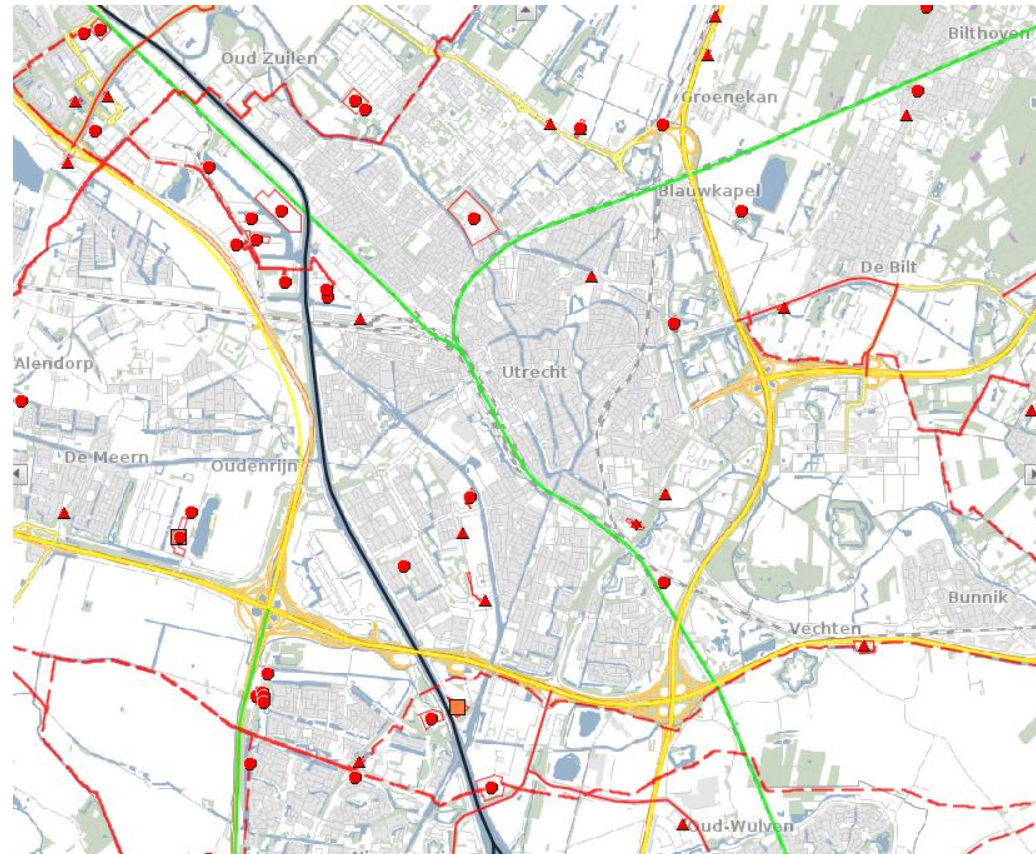 Bilthoven
Oud Zuilen
Groenekan
Blauwkapel
De Bilt
Alendorp
Utrecht
De Meern
Oudenrijn
Bunnik
Vechten
Oud-Wulven